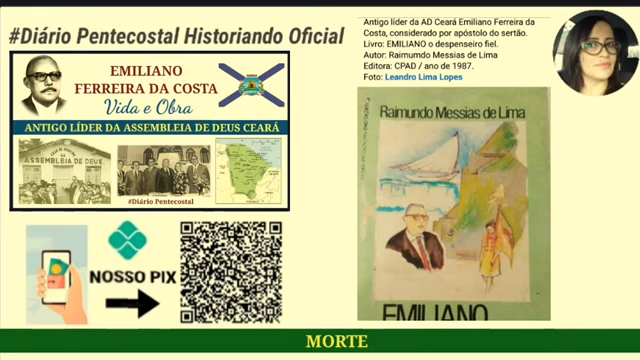 #Diário Pentecostal Historiando Oficial
EMILIANO
FERREIRA DA COSTA
Vida e Obra
ANTIGO LÍDER DA ASSEMBLEIA DE DEUS CEARÁ
ASSEMBLEIA DE DEUS
#Diário Pentecostal
NOSSO PIX
Antigo líder da AD Ceará Emiliano Ferreira da
Costa, considerado por apóstolo do sertão.
Livro: EMILIANO o despenseiro fiel.
Autor: Raimumdo Messias de Lima
Editora: CPAD / ano de 1987.
Foto: Leandro Lima Lopes
Raimundo Messias de Lima
EMILIANO
MORTE